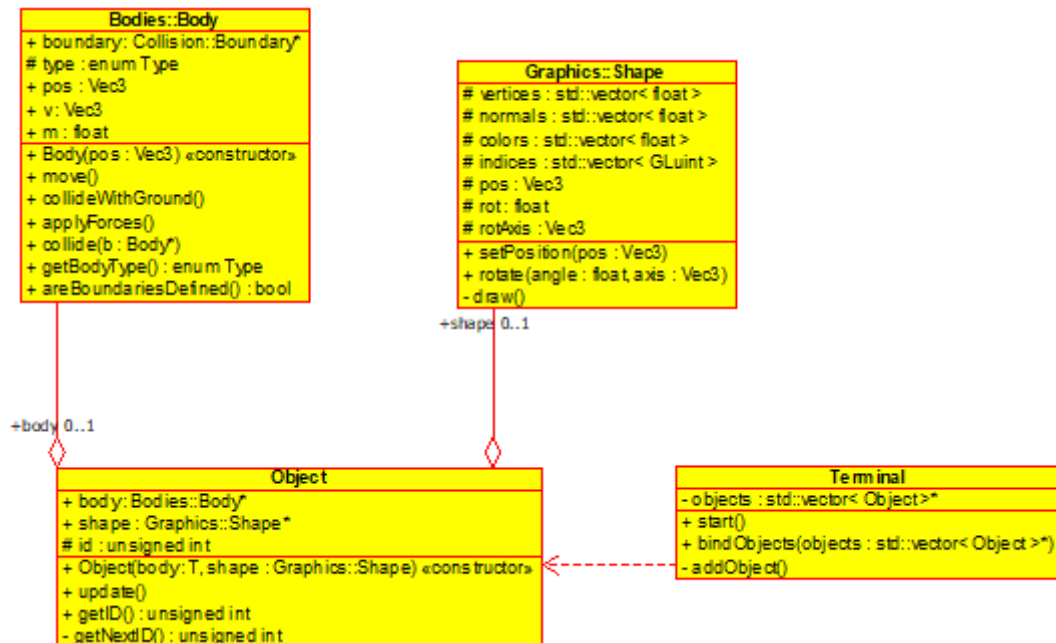 Bodies::Body
+ boundary: Collision::Boundary*
# type : enum Type
+ pos : Vec3
+ v: Vec3
+ m : float
+ Body(pos : Vec3) «constructor»
+ move()
+ collideWithGround()
+ applyForces()
+ collide(b : Body*)
+ getBodyType() : enum Type
+ areBoundariesDefined() : bool
Graphics::Shape
# vertices : std::vector< float >
# normals : std::vector< float >
# colors : std::vector< float >
# indices : std::vector< GLuint >
# pos : Vec3
# rot : float
# rotAxis : Vec3
+ setPosition(pos : Vec3)
+ rotate(angle : float, axis : Vec3)
- draw()
+shape 0..1
+body 0..1
Object
+ body: Bodies::Body*
+ shape : Graphics::Shape*
# id : unsigned int
+ Object(body: T, shape : Graphics::Shape) «constructor»
+ update()
+ getID() : unsigned int
- getNextID() : unsigned int
Terminal
- objects : std::vector< Object >*
+ start()
+ bindObjects(objects : std::vector< Object >*)
- addObject()